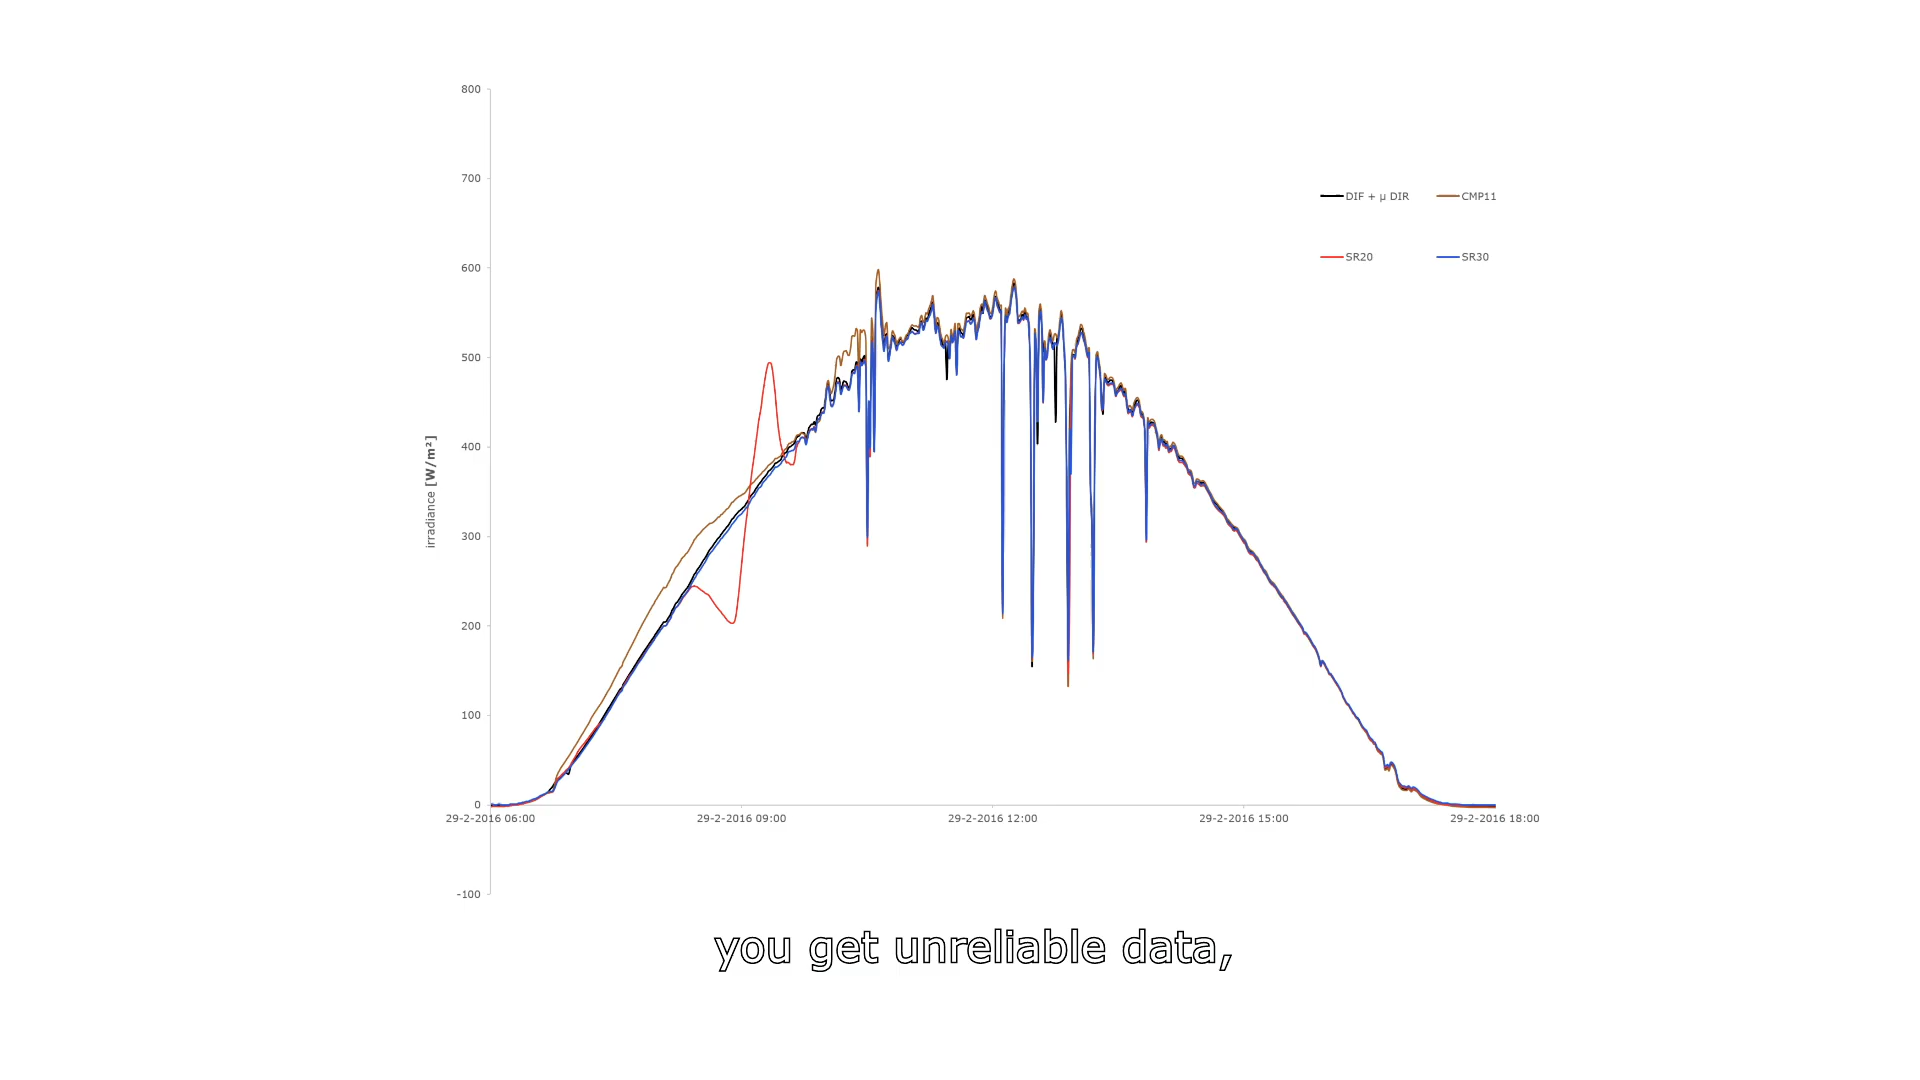 800
700
600
500
400
300
200
100
0
-100
irradiance [W/m²]
DIF + μ DIR
CMP11
SR20
SR30
29-2-2016 06:00
29-2-2016 09:00
29-2-2016 12:00
29-2-2016 15:00
29-2-2016 18:00
you get unreliable data,